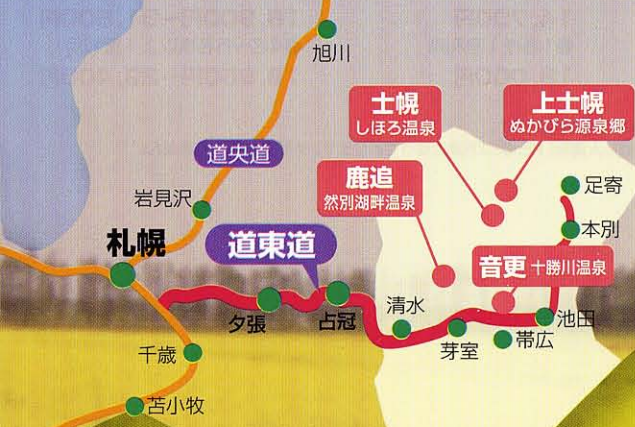 旭川
士幌
しほろ温泉
上士幌
ぬかびら源泉郷
道央道
鹿追
然別湖畔温泉
足寄
岩見沢
本別
札幌
道東道
音更 十勝川温泉
清水
夕張
占冠
池田
芽室
帯広
千歳
苫小牧